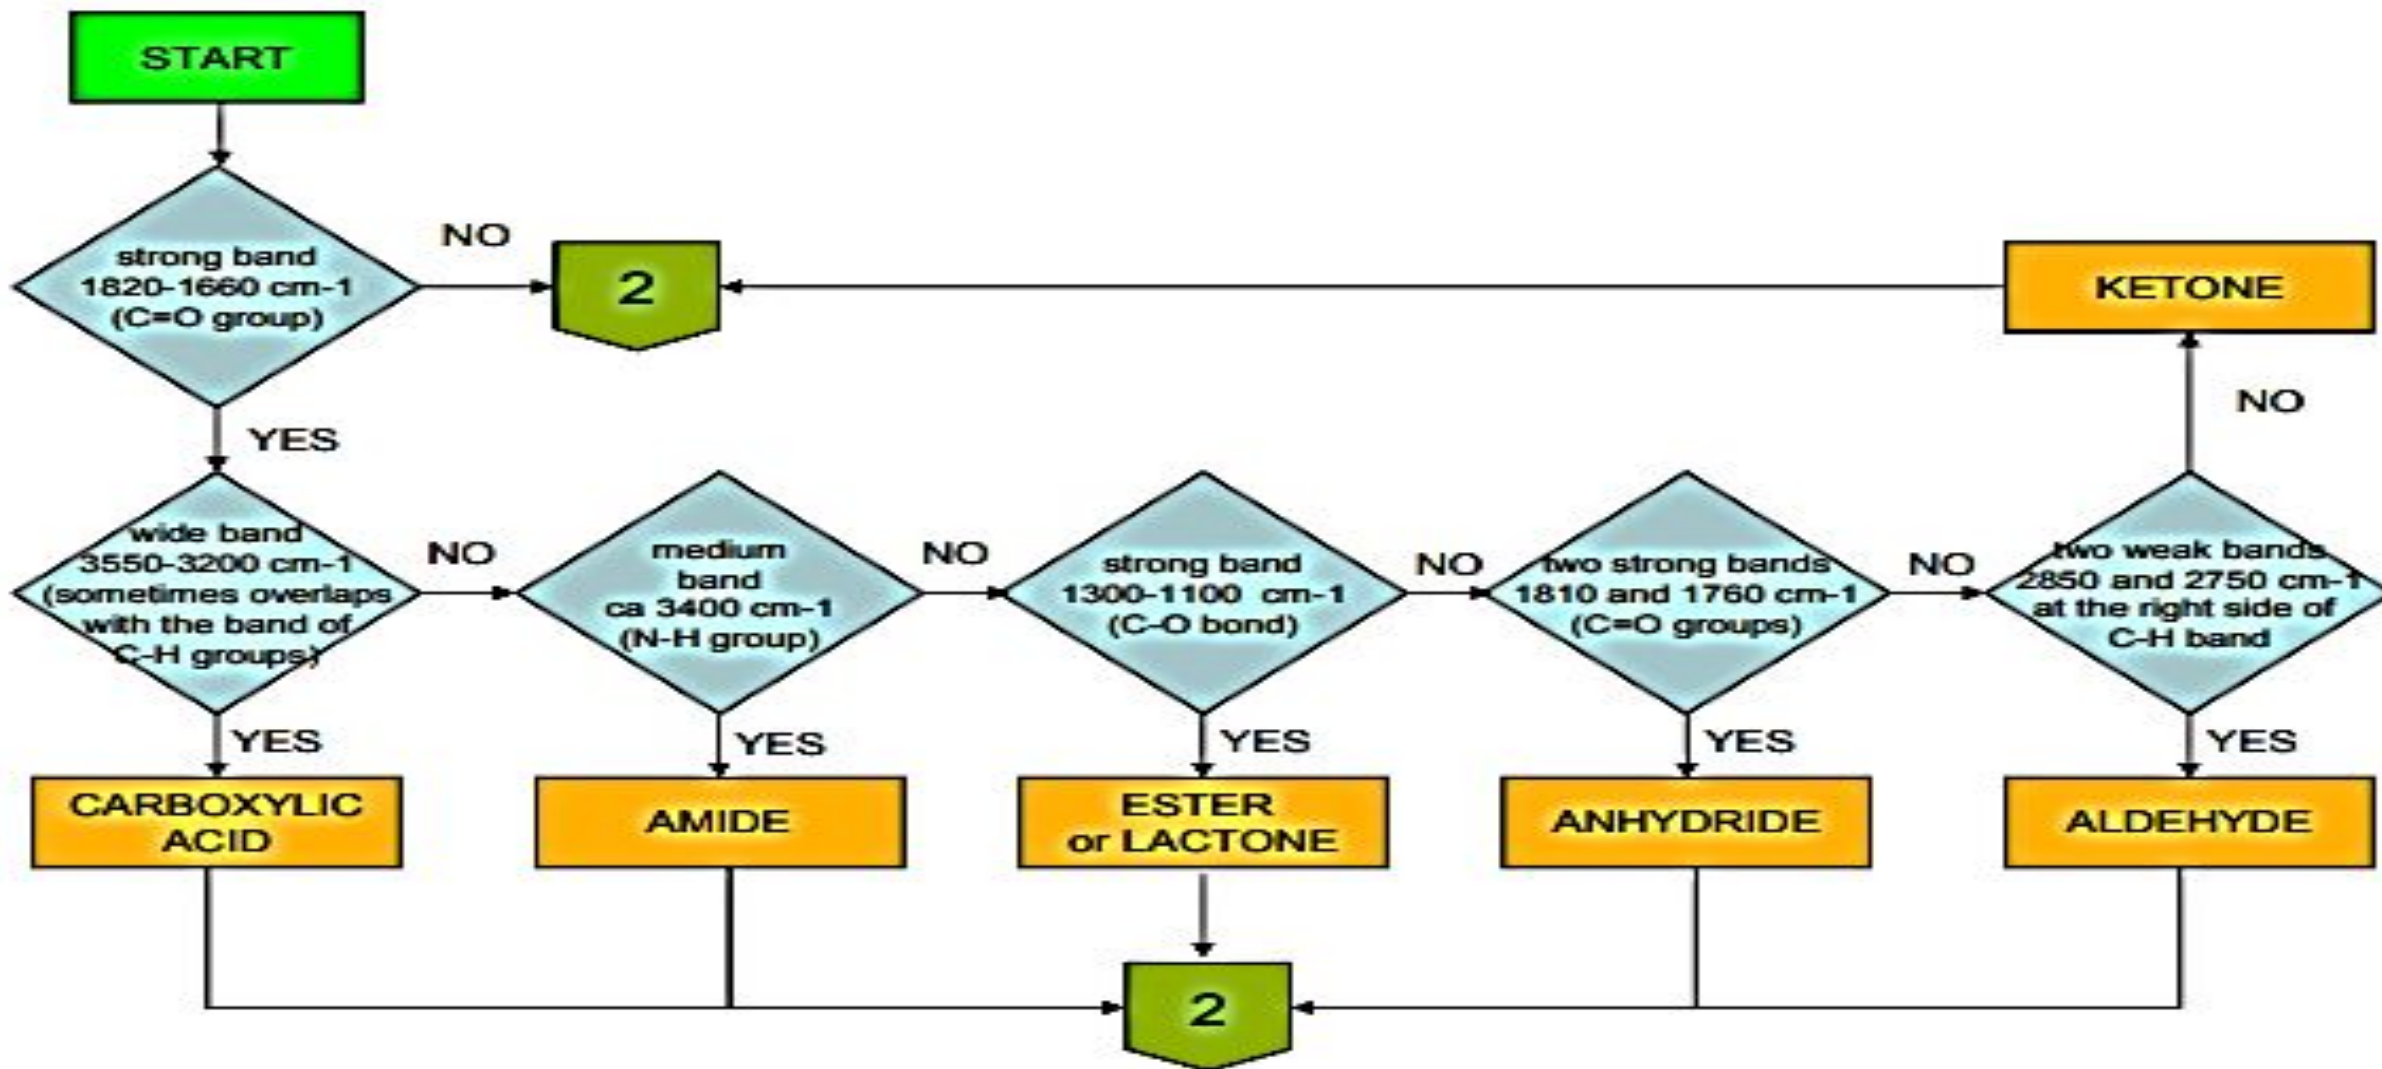 START
strong band
1820-1660 cm-1
(C=O group)
NO
2
KETONE
YES
NO
wide band
3550-3200 cm-1
(sometimes overlaps
with the band of
C-H groups)
NO
medium
band
ca 3400 cm-1
(N-H group)
NO
strong band
1300-1100 cm-1
(C-O bond)
NO
two strong bands
1810 and 1760 cm-1
(C=O groups)
NO
two weak bands
2850 and 2750 cm-1
at the right side of
C-H band
YES
YES
YES
YES
YES
CARBOXYLIC
ACID
AMIDE
ESTER
or LACTONE
ANHYDRIDE
ALDEHYDE
2